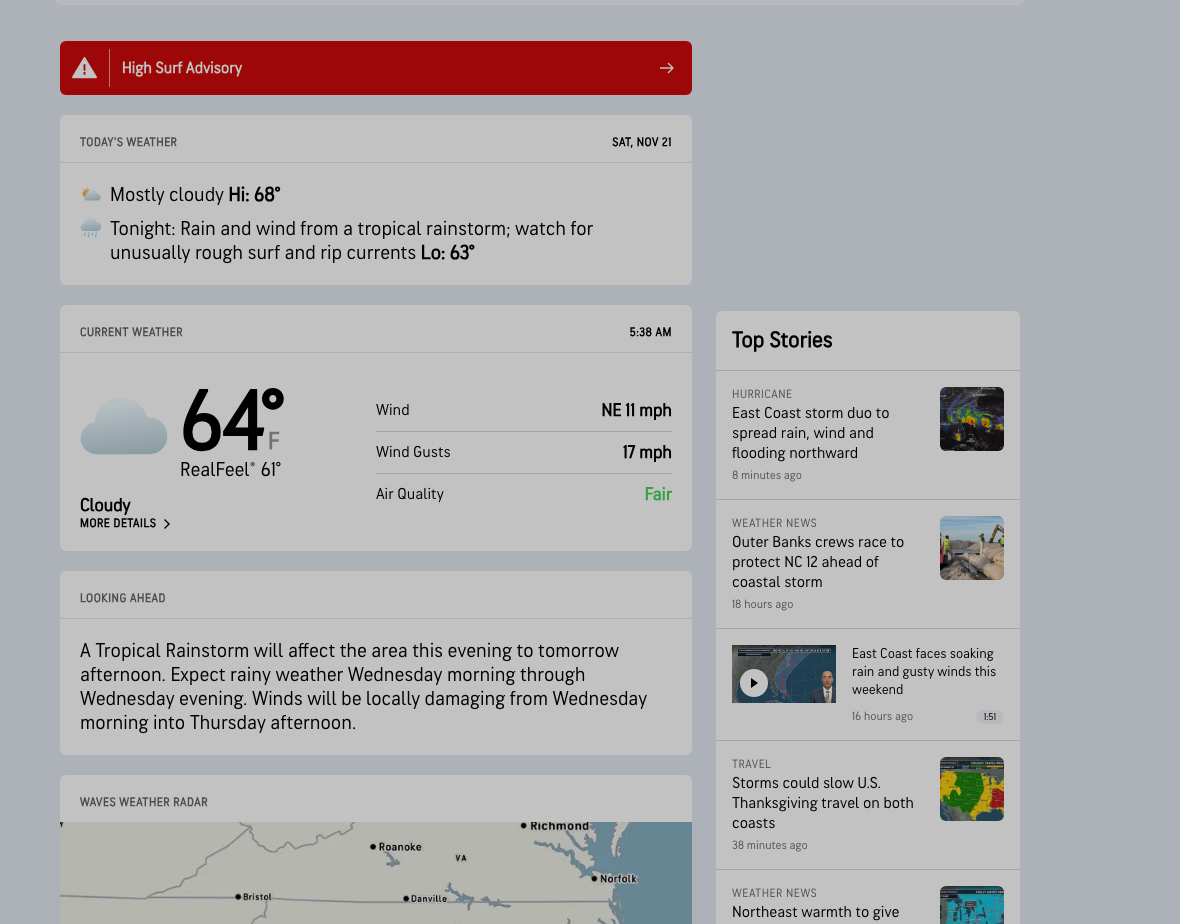 High Surf Advisory
TODAY'S WEATHER
SAT, NOV 21
Mostly cloudy Hi: 68°
Tonight: Rain and wind from a tropical rainstorm; watch for
unusually rough surf and rip currents Lo: 63°
CURRENT WEATHER
5:38 AM
64°F
RealFeel® 61°
Cloudy
MORE DETAILS
Wind
NE 11 mph
Wind Gusts
17 mph
Air Quality
Fair
LOOKING AHEAD
A Tropical Rainstorm will affect the area this evening to tomorrow
afternoon. Expect rainy weather Wednesday morning through
Wednesday evening. Winds will be locally damaging from Wednesday
morning into Thursday afternoon.
WAVES WEATHER RADAR
Richmond
Roanoke
VA
Norfolk
Bristol
Danville
Top Stories
HURRICANE
East Coast storm duo to
spread rain, wind and
flooding northward
8 minutes ago
WEATHER NEWS
Outer Banks crews race to
protect NC 12 ahead of
coastal storm
18 hours ago
East Coast faces soaking
rain and gusty winds this
weekend
16 hours ago
1:51
TRAVEL
Storms could slow U.S.
Thanksgiving travel on both
coasts
38 minutes ago
WEATHER NEWS
Northeast warmth to give